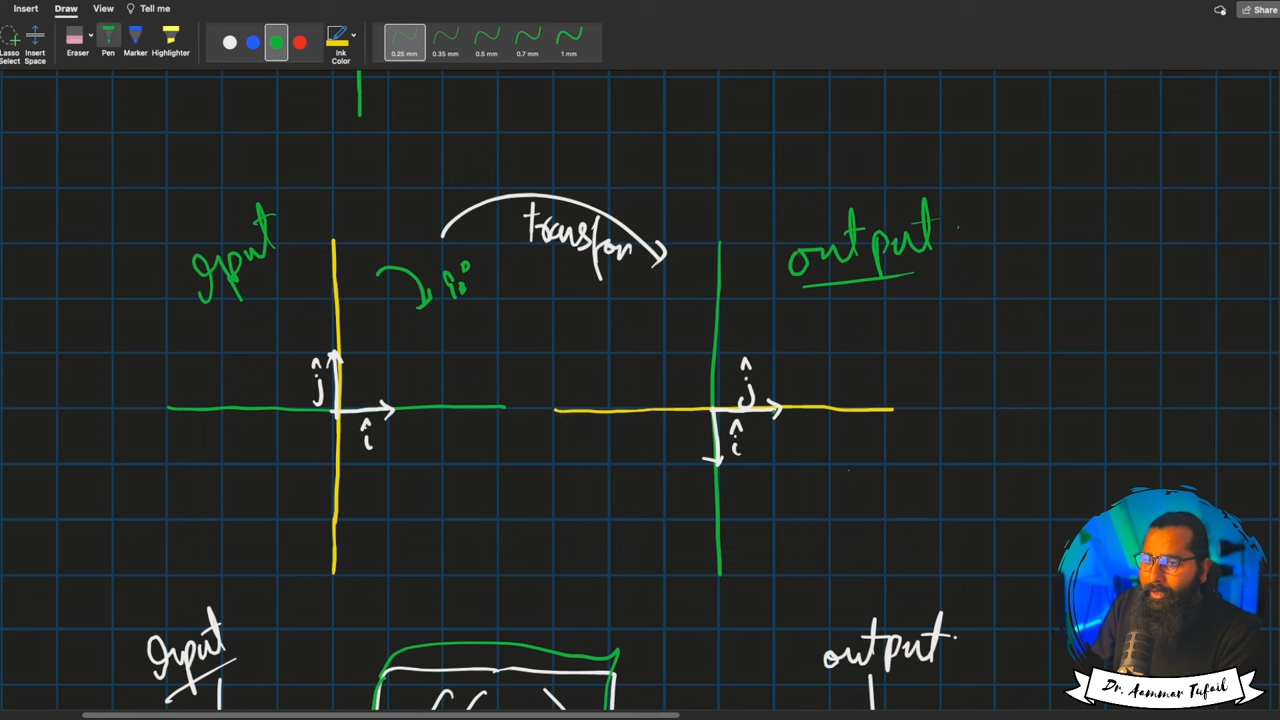 Insert Draw View Tell me
Share
Lasso Select
Insert Space
Eraser
Pen
Marker
Highlighter
Ink Color
0.25 mm
0.35 mm
0.5 mm
0.7 mm
1 mm
input
transfor
output
90°
ĵ
î
ĵ
î
input
output
Dr. Aammar Tufail